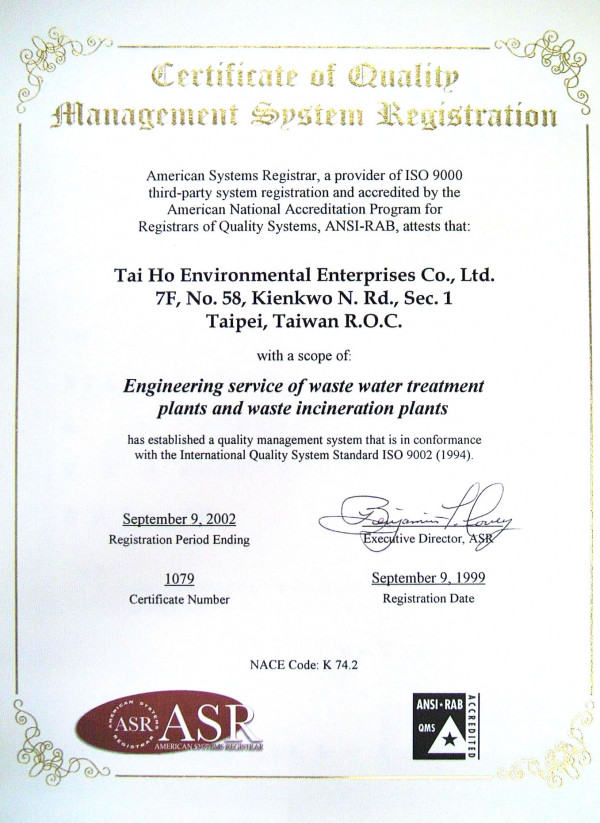 Certificate of Quality
Management System Registration
American Systems Registrar, a provider of ISO 9000
third-party system registration and accredited by the
American National Accreditation Program for
Registrars of Quality Systems, ANSI-RAB, attests that:
Tai Ho Environmental Enterprises Co., Ltd.
7F, No. 58, Kienkwo N. Rd., Sec. 1
Taipei, Taiwan R.O.C.
with a scope of:
Engineering service of waste water treatment
plants and waste incineration plants
has established a quality management system that is in conformance
with the International Quality System Standard ISO 9002 (1994).
September 9, 2002
Registration Period Ending
Executive Director, ASR
1079
Certificate Number
September 9, 1999
Registration Date
NACE Code: K 74.2
AMERICAN SYSTEMS
ASR
REGISTRAR
ASR
AMERICAN SYSTEMS REGISTRAR
ANSI·RAB
QMS
ACCREDITED